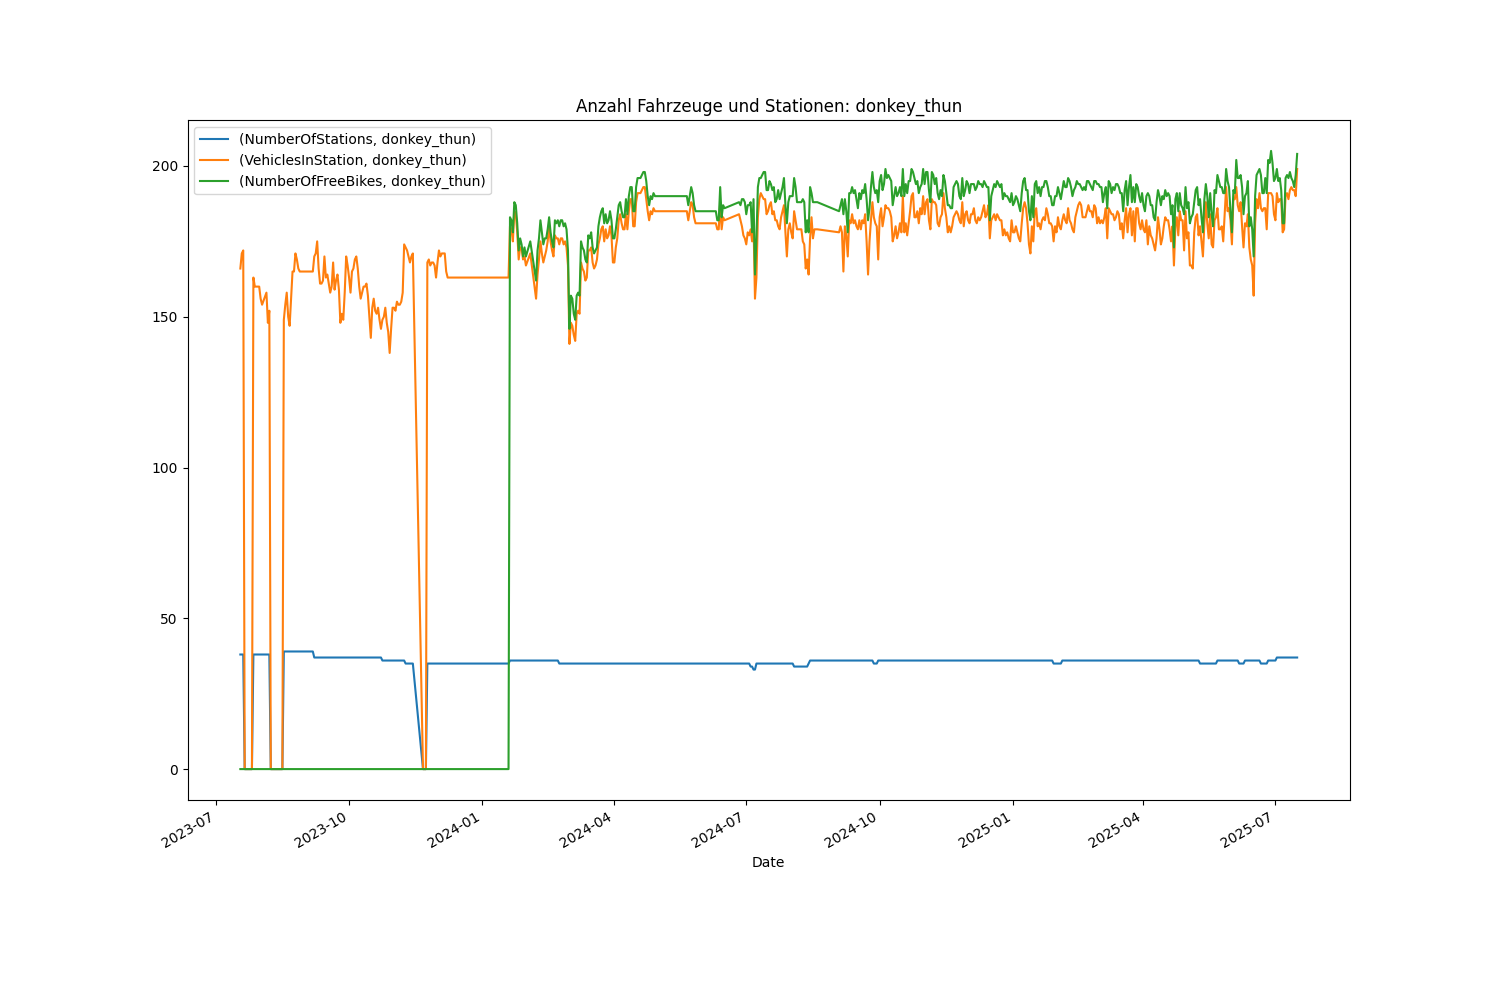 Anzahl Fahrzeuge und Stationen: donkey_thun
(NumberOfStations, donkey_thun)
(VehiclesInStation, donkey_thun)
(NumberOfFreeBikes, donkey_thun)
200
150
100
50
0
2023-07
2023-10
2024-01
2024-04
2024-07
2024-10
2025-01
2025-04
2025-07
Date